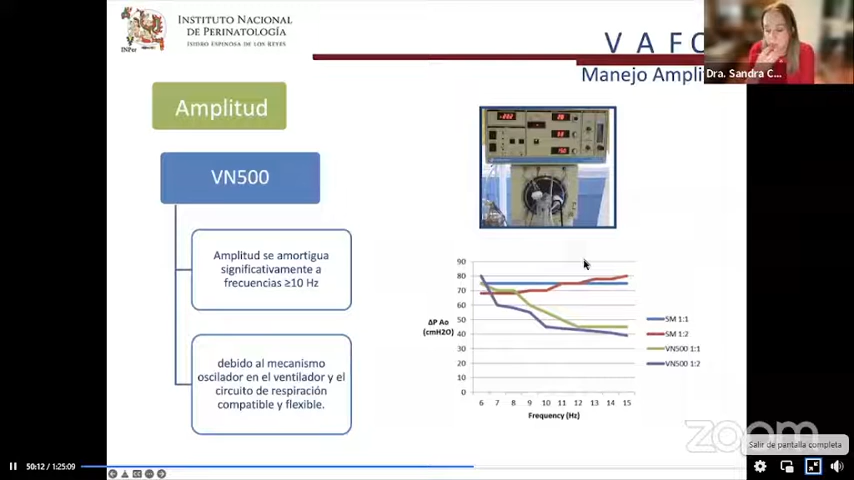 INSTITUTO NACIONAL
DE PERINATOLOGÍA
ISIDRO ESPINOSA DE LOS REYES
INPer
V A F O
Manejo Ampli
Dra. Sandra C...
Amplitud
VN500
Amplitud se amortigua
significativamente a
frecuencias ≥10 Hz
debido al mecanismo
oscilador en el ventilador y el
circuito de respiración
compatible y flexible.
90
80
70
60
50
40
30
20
10
0
ΔP Ao
(cmH2O)
6 7 8 9 10 11 12 13 14 15
Frequency (Hz)
SM 1:1
SM 1:2
VN500 1:1
VN500 1:2
zoom
Salir de pantalla completa
50:12 / 1:25:09